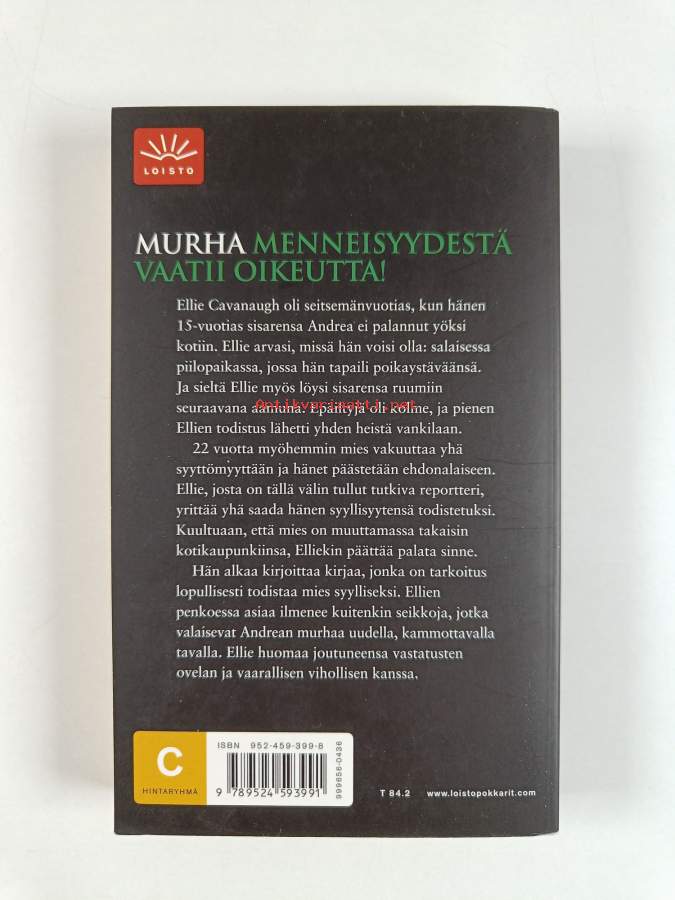 LOISTO
MURHA MENNEISYYDESTÄ
VAATII OIKEUTTA!
Ellie Cavanaugh oli seitsemänvuotias, kun hänen
15-vuotias sisarensa Andrea ei palannut yöksi
kotiin. Ellie arvasi, missä hän voisi olla: salaisessa
piilopaikassa, jossa hän tapaili poikaystäväänsä.
Ja sieltä Ellie myös löysi sisarensa ruumiin
Antikvariaatti.net
seuraavana aamuna. Epäiltyjä oli kolme, ja pienen
Ellien todistus lähetti yhden heistä vankilaan.
22 vuotta myöhemmin mies vakuuttaa yhä
syyttömyyttään ja hänet päästetään ehdonalaiseen.
Ellie, josta on tällä välin tullut tutkiva reportteri,
yrittää yhä saada hänen syyllisyytensä todistetuksi.
Kuultuaan, että mies on muuttamassa takaisin
kotikaupunkiinsa, Elliekin päättää palata sinne.
Hän alkaa kirjoittaa kirjaa, jonka on tarkoitus
lopullisesti todistaa mies syylliseksi. Ellien
penkoessa asiaa ilmenee kuitenkin seikkoja, jotka
valaisevat Andrean murhaa uudella, kammottavalla
tavalla. Ellie huomaa joutuneensa vastatusten
ovelan ja vaarallisen vihollisen kanssa.
C
HINTARYHMÄ
ISBN 952-459-399-8
9 789524 593991
999656-0436
T 84.2 www.loistopokkarit.com